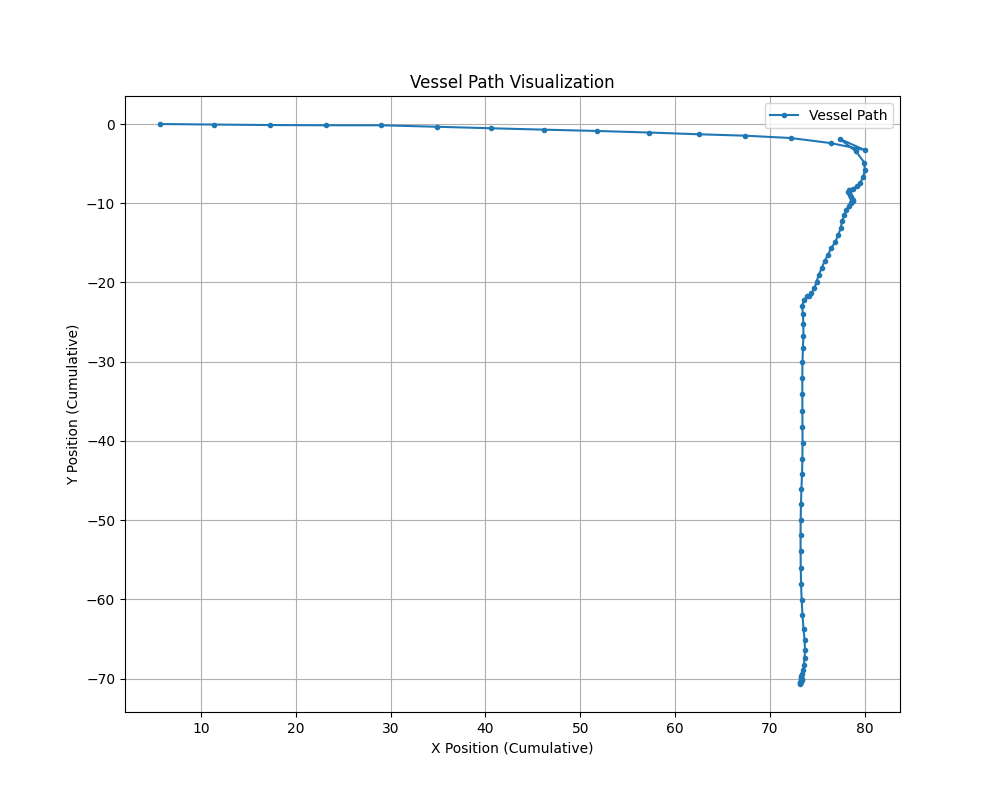 Vessel Path Visualization
Vessel Path
0
−10
−20
−30
−40
−50
−60
−70
Y Position (Cumulative)
10 20 30 40 50 60 70 80
X Position (Cumulative)